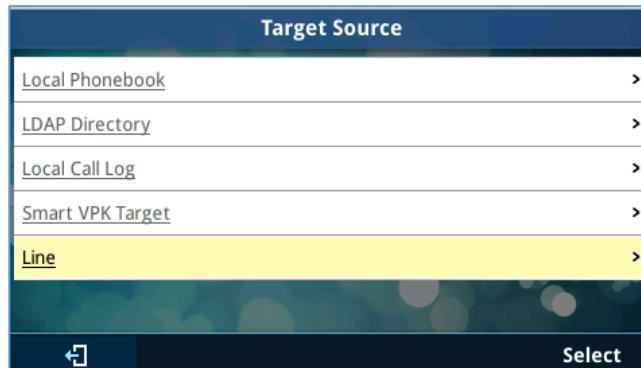 Target Source
Local Phonebook
LDAP Directory
Local Call Log
Smart VPK Target
Line
Select